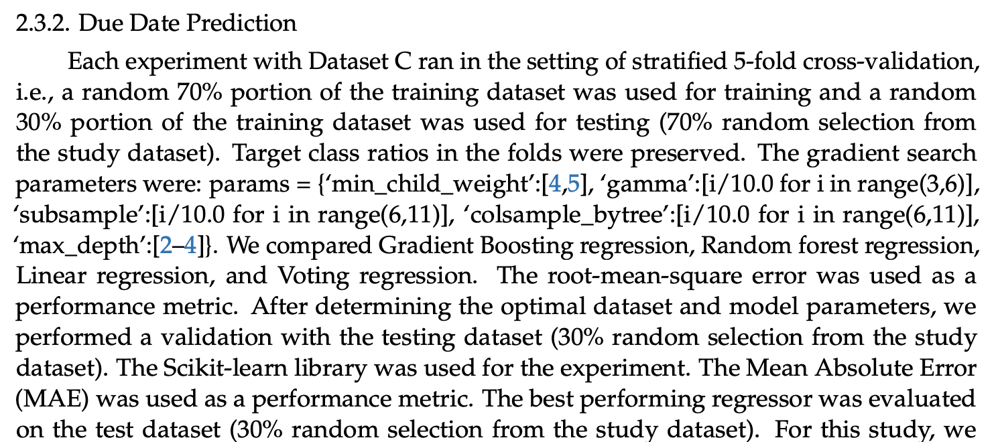 2.3.2. Due Date Prediction
Each experiment with Dataset C ran in the setting of stratified 5-fold cross-validation,
i.e., a random 70% portion of the training dataset was used for training and a random
30% portion of the training dataset was used for testing (70% random selection from
the study dataset). Target class ratios in the folds were preserved. The gradient search
parameters were: params = {‘min_child_weight’:[4,5], ‘gamma’:[i/10.0 for i in range(3,6)],
‘subsample’:[i/10.0 for i in range(6,11)], ‘colsample_bytree’:[i/10.0 for i in range(6,11)],
‘max_depth’:[2–4]}. We compared Gradient Boosting regression, Random forest regression,
Linear regression, and Voting regression. The root-mean-square error was used as a
performance metric. After determining the optimal dataset and model parameters, we
performed a validation with the testing dataset (30% random selection from the study
dataset). The Scikit-learn library was used for the experiment. The Mean Absolute Error
(MAE) was used as a performance metric. The best performing regressor was evaluated
on the test dataset (30% random selection from the study dataset). For this study, we